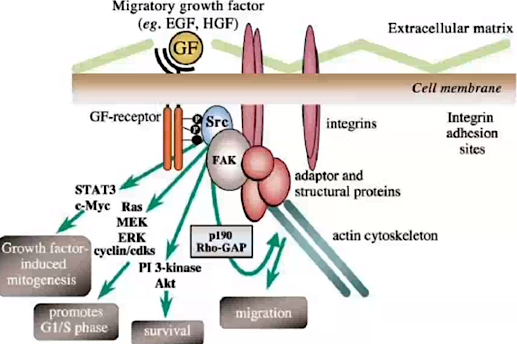 Migratory growth factor
(eg. EGF, HGF)
Extracellular matrix
GF
Cell membrane
GF-receptor
P
P
Src
integrins
Integrin
adhesion
sites
FAK
adaptor and
structural proteins
STAT3
c-Myc
Ras
MEK
ERK
cyclin/cdks
p190
Rho-GAP
actin cytoskeleton
Growth factor-
induced
mitogenesis
PI 3-kinase
Akt
promotes
G1/S phase
survival
migration